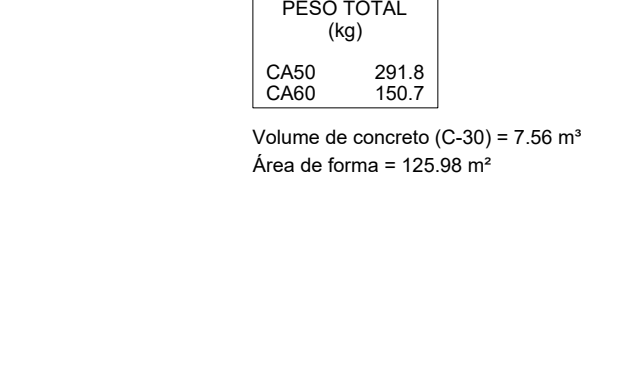 PESO TOTAL
(kg)
CA50 291.8
CA60 150.7
Volume de concreto (C-30) = 7.56 m³
Área de forma = 125.98 m²